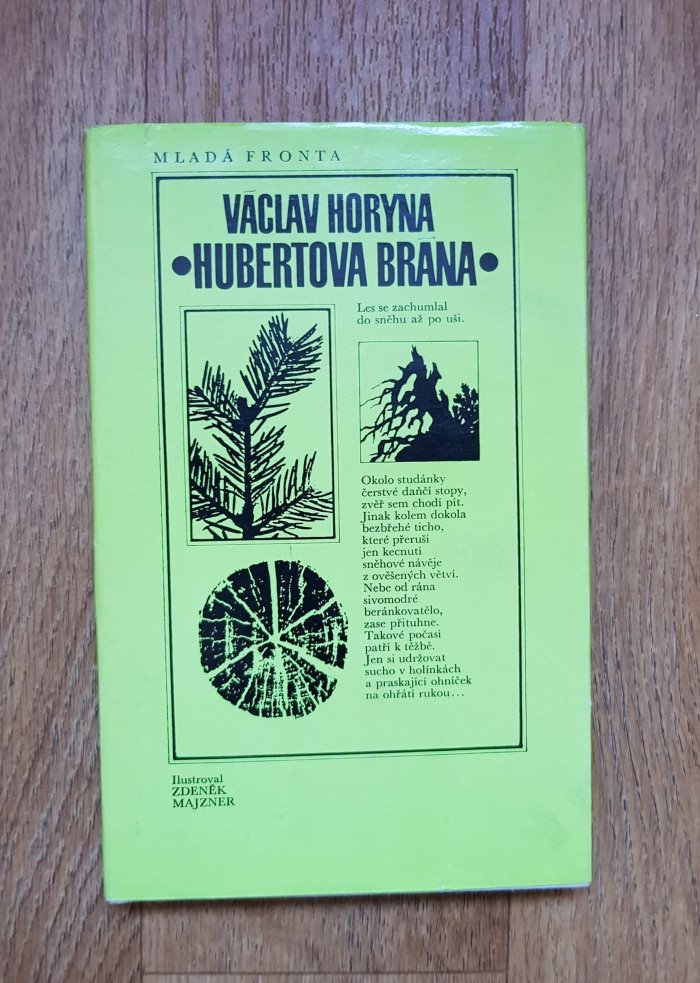 MLADÁ FRONTA
VÁCLAV HORYNA
•HUBERTOVA BRÁNA•
Les se zachumlal
do sněhu až po uši.
Okolo studánky
čerstvé daňčí stopy,
zvěř sem chodí pít.
Jinak kolem dokola
bezbřehé ticho,
které přeruší
jen kecnutí
sněhové návěje
z ověšených větví.
Nebe od rána
sivomodré
beránkovatělo,
zase přituhne.
Takové počasí
patří k těžbě.
Jen si udržovat
sucho v holínkách
a praskající ohníček
na ohřátí rukou...
Ilustroval
ZDENĚK
MAJZNER